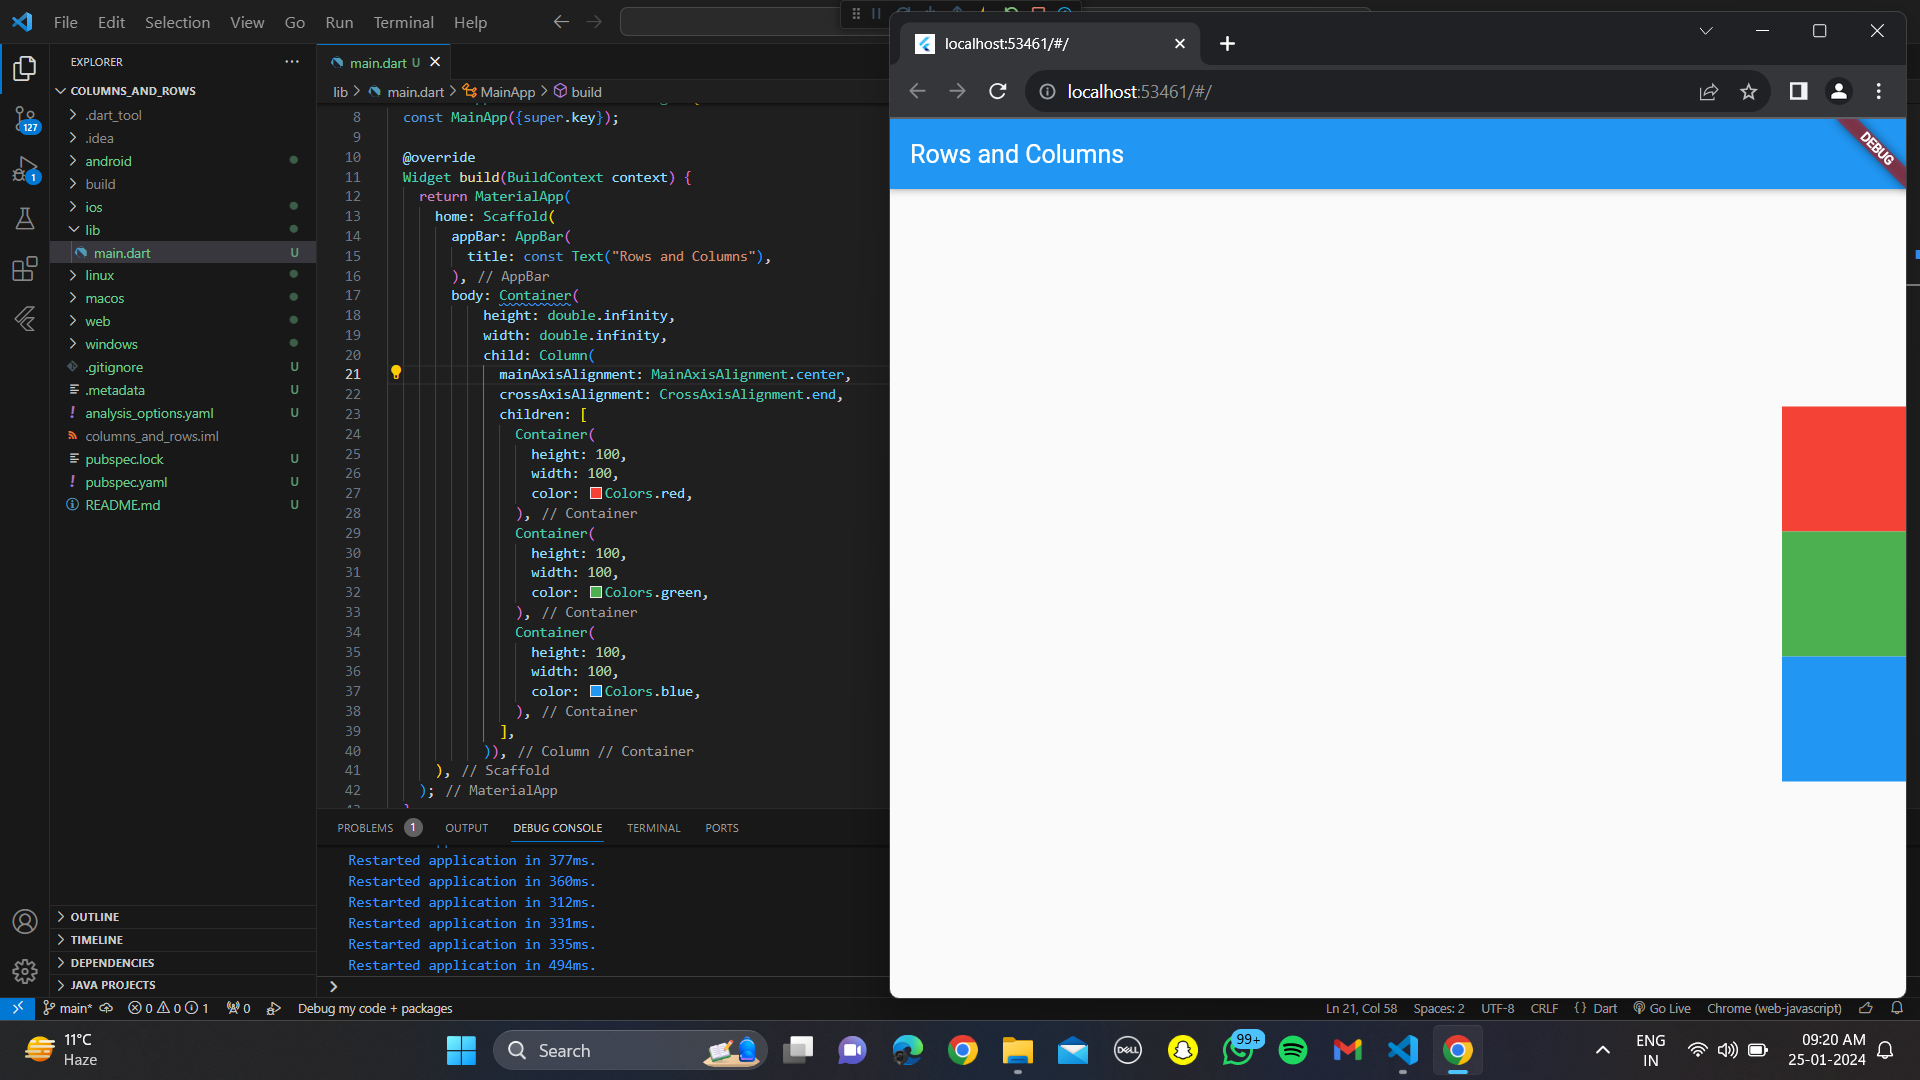 File Edit Selection View Go Run Terminal Help
localhost:53461/#/
localhost:53461/#/
EXPLORER
COLUMNS_AND_ROWS
.dart_tool
.idea
android
build
ios
lib
main.dart U
linux
macos
web
windows
.gitignore U
.metadata U
analysis_options.yaml U
columns_and_rows.iml
pubspec.lock U
pubspec.yaml U
README.md U
OUTLINE
TIMELINE
DEPENDENCIES
JAVA PROJECTS
127
1
main.dart U
lib > main.dart > MainApp > build
8 const MainApp({super.key});
9
10 @override
11 Widget build(BuildContext context) {
12 return MaterialApp(
13 home: Scaffold(
14 appBar: AppBar(
15 title: const Text("Rows and Columns"),
16 ), // AppBar
17 body: Container(
18 height: double.infinity,
19 width: double.infinity,
20 child: Column(
21 mainAxisAlignment: MainAxisAlignment.center,
22 crossAxisAlignment: CrossAxisAlignment.end,
23 children: [
24 Container(
25 height: 100,
26 width: 100,
27 color: Colors.red,
28 ), // Container
29 Container(
30 height: 100,
31 width: 100,
32 color: Colors.green,
33 ), // Container
34 Container(
35 height: 100,
36 width: 100,
37 color: Colors.blue,
38 ), // Container
39 ],
40 )), // Column // Container
41 ), // Scaffold
42 ); // MaterialApp
PROBLEMS 1 OUTPUT DEBUG CONSOLE TERMINAL PORTS
Restarted application in 377ms.
Restarted application in 360ms.
Restarted application in 312ms.
Restarted application in 331ms.
Restarted application in 335ms.
Restarted application in 494ms.
Rows and Columns
DEBUG
main* 0 0 1 0 Debug my code + packages
Ln 21, Col 58 Spaces: 2 UTF-8 CRLF {} Dart Go Live Chrome (web-javascript)
11°C
Haze
Search
DELL
99+
ENG
IN
09:20 AM
25-01-2024